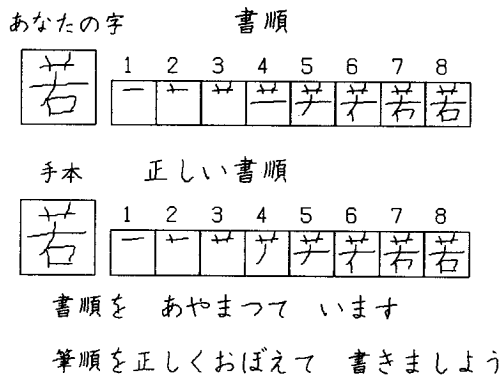 あなたの字 書順
若 1 2 3 4 5 6 7 8
手本 正しい書順
若 1 2 3 4 5 6 7 8
書順を あやまつて います
筆順を正しくおぼえて 書きましよう